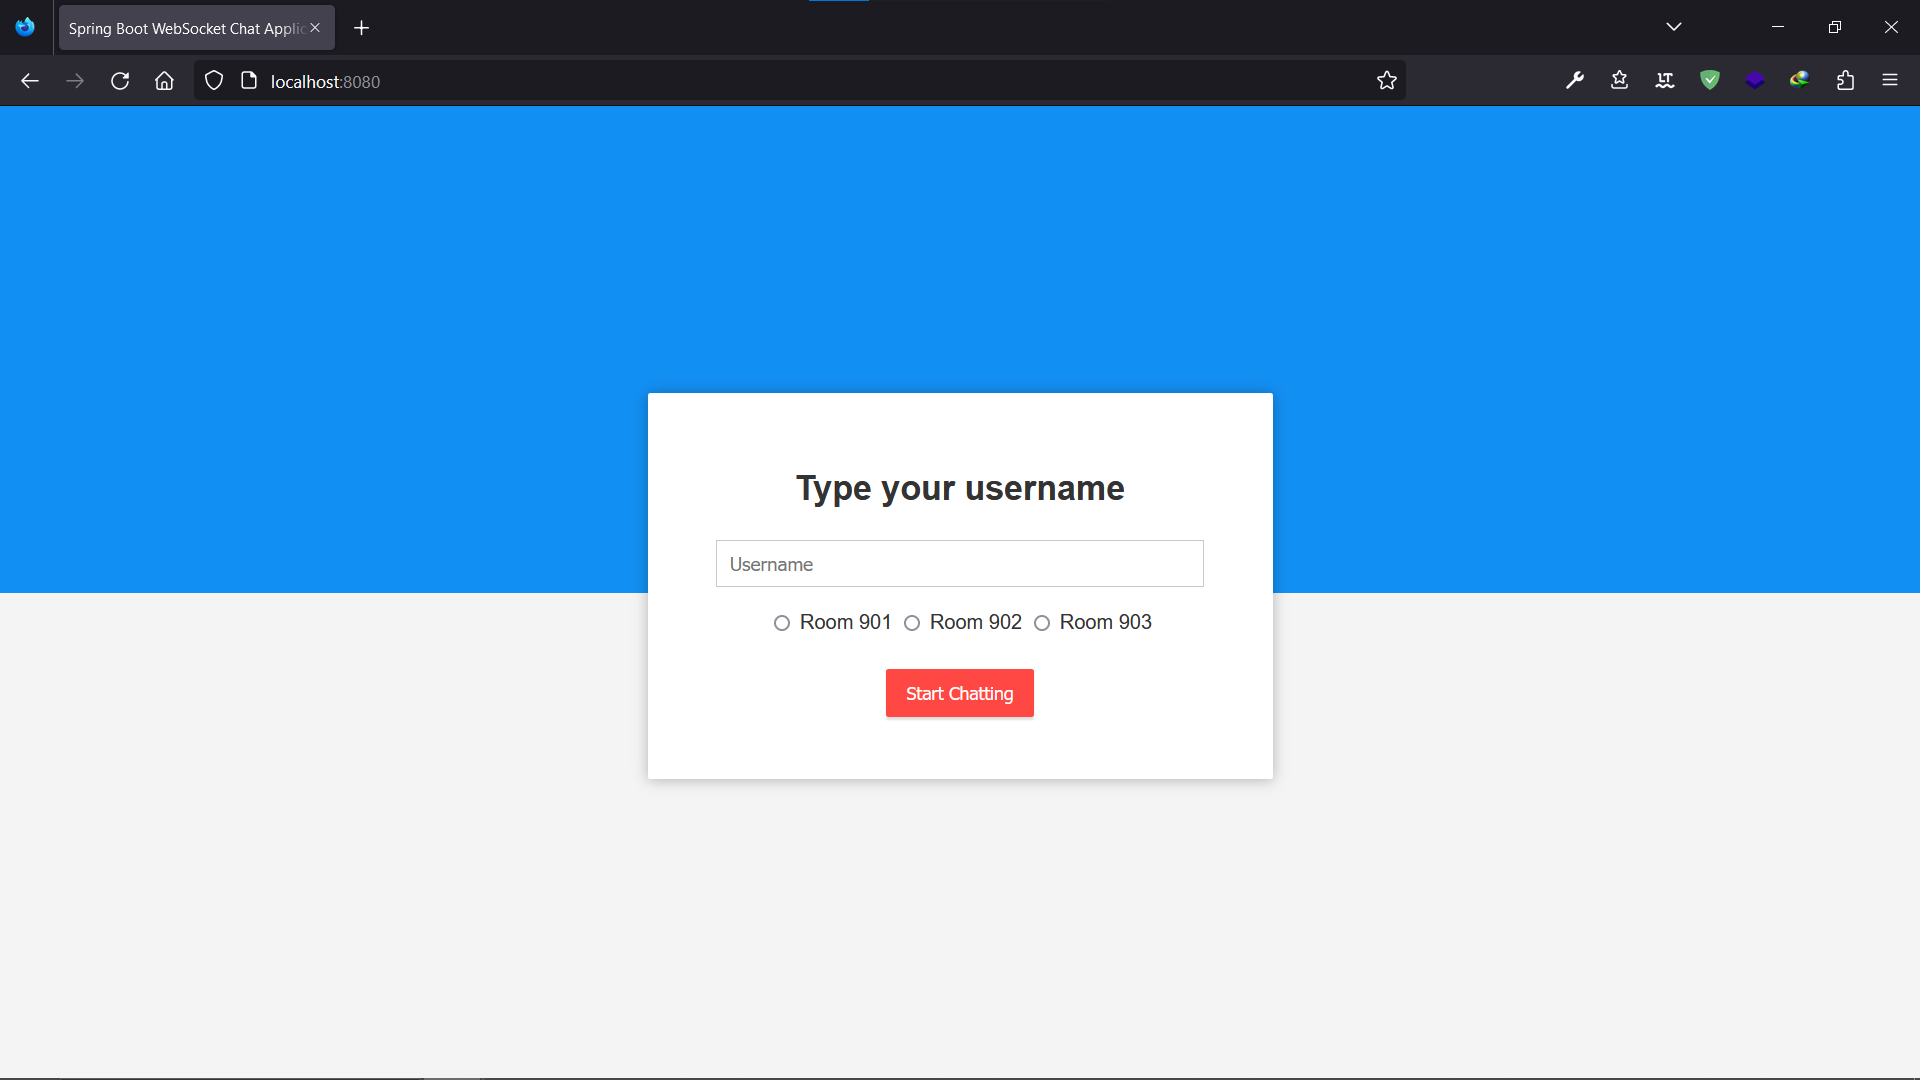 Spring Boot WebSocket Chat Applic
localhost:8080
LT
Type your username
Username
Room 901 Room 902 Room 903
Start Chatting